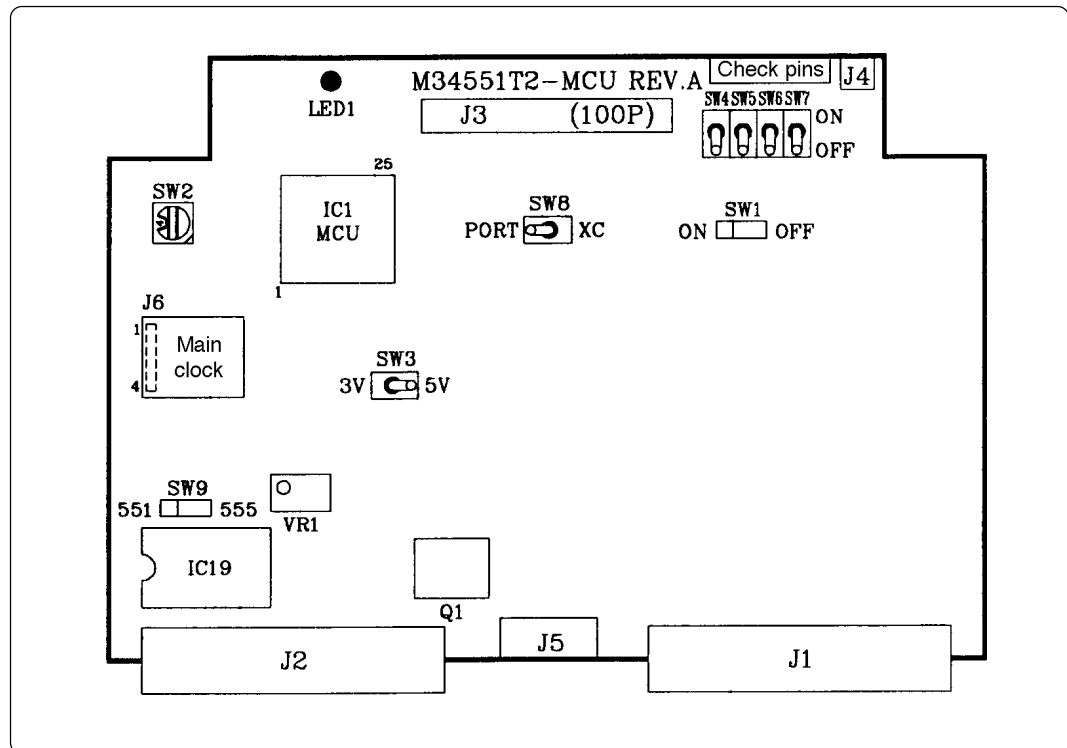 M34551T2-MCU REV.A
Check pins
J4
LED1
J3 (100P)
SW4 SW5 SW6 SW7
ON
OFF
SW2
25
IC1
MCU
1
SW8
PORT XC
SW1
ON OFF
J6
1
4
Main
clock
SW3
3V 5V
SW9
551 555
VR1
IC19
Q1
J2
J5
J1